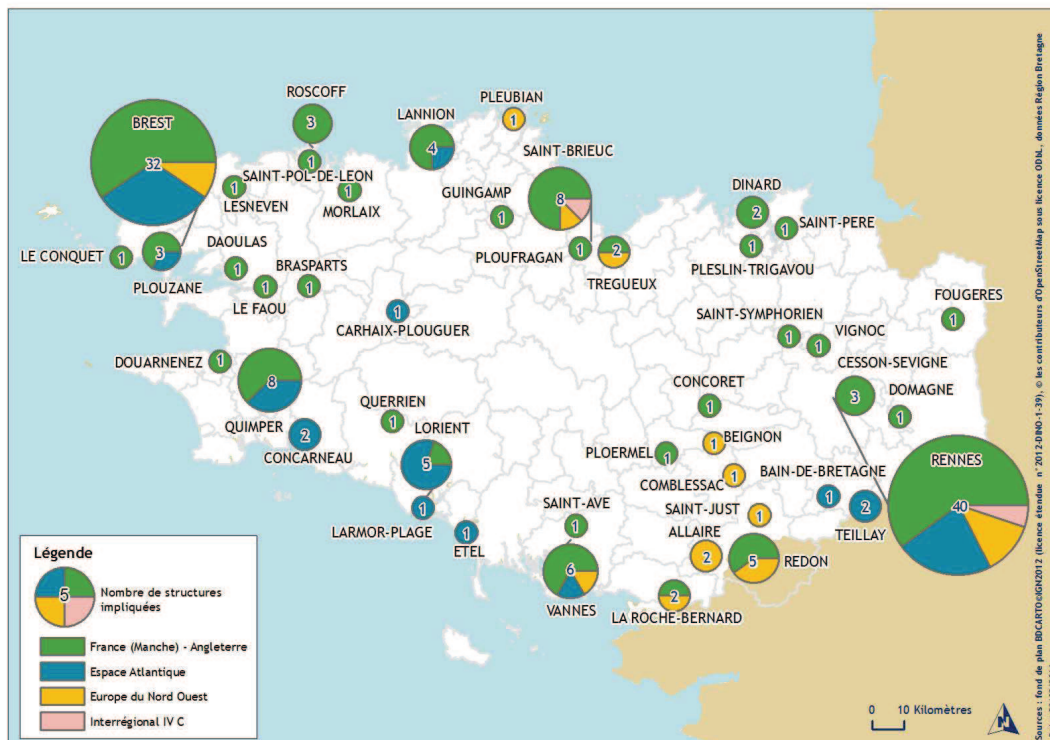 ROSCOFF
3
LANNION
4
PLEUBIAN
1
BREST
32
SAINT-BRIEUC
8
1
SAINT-POL-DE-LEON
1
LESNEVEN
1
MORLAIX
GUINGAMP
1
DINARD
2
1
SAINT-PERE
LE CONQUET
1
3
PLOUZANE
DAOULAS
1
1
LE FAOU
BRASPARTS
1
PLOUFRAGAN
1
2
TREGUEUX
1
PLESLIN-TRIGAVOU
1
CARHAIX-PLOUGUER
SAINT-SYMPHORIEN
1
1
VIGNOC
FOUGERES
1
DOUARNENEZ
1
8
QUIMPER
2
CONCARNEAU
QUERRIEN
1
LORIENT
5
CONCORET
1
CESSON-SEVIGNE
3
DOMAGNE
1
PLOERMEL
1
BEIGNON
1
COMBLESSAC
1
BAIN-DE-BRETAGNE
1
2
TEILLAY
RENNES
40
LARMOR-PLAGE
1
1
ETEL
SAINT-AVE
1
6
VANNES
SAINT-JUST
1
ALLAIRE
2
5
REDON
2
LA ROCHE-BERNARD
Légende
5
Nombre de structures
impliquées
France (Manche) - Angleterre
Espace Atlantique
Europe du Nord Ouest
Interrégional IV C
0 10 Kilomètres
N
Sources : fond de plan BDCARTO©IGN2012 (licence étendue n°2012-DINO-1-39), © les contributeurs d'OpenStreetMap sous licence ODbL, données Région Bretagne